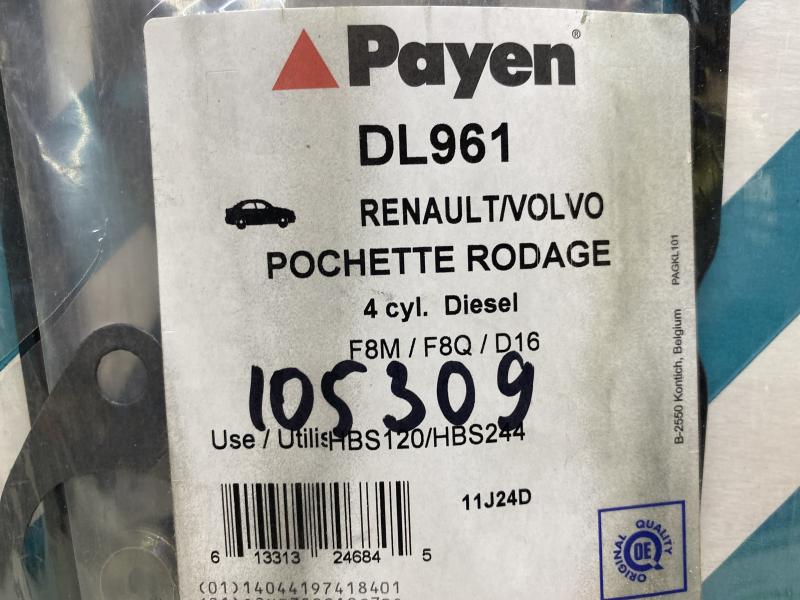 Payen®
DL961
RENAULT/VOLVO
POCHETTE RODAGE
4 cyl. Diesel
F8M / F8Q / D16
105309
Use / Utilis HBS120/HBS244
11J24D
6 13313 24684 5
(01)14044197418401
ORIGINAL QUALITY
OE
B-2550 Kontich, Belgium PAGKL101